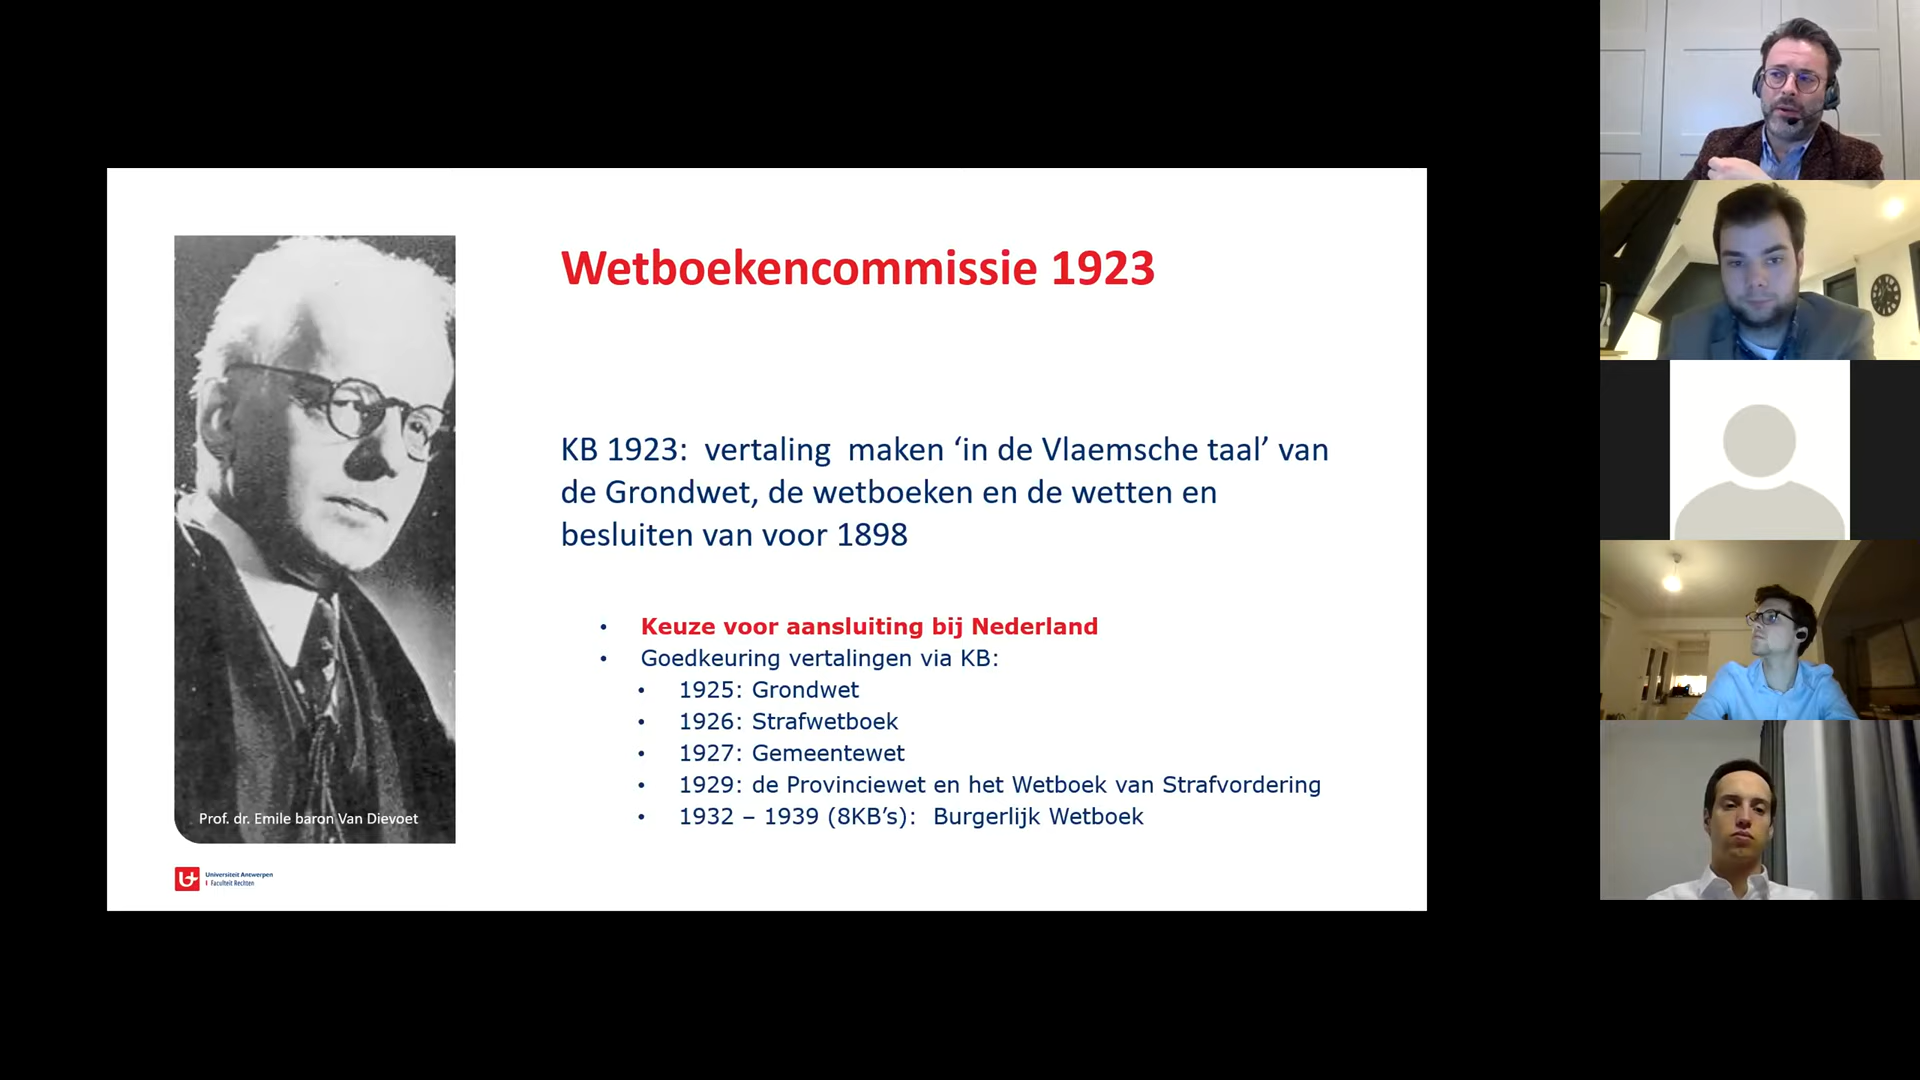 Wetboekencommissie 1923
KB 1923:  vertaling  maken ‘in de Vlaemsche taal’ van
de Grondwet, de wetboeken en de wetten en
besluiten van voor 1898
• Keuze voor aansluiting bij Nederland
• Goedkeuring vertalingen via KB:
• 1925: Grondwet
• 1926: Strafwetboek
• 1927: Gemeentewet
• 1929: de Provinciewet en het Wetboek van Strafvordering
• 1932 – 1939 (8KB’s):  Burgerlijk Wetboek
Prof. dr. Emile baron Van Dievoet
Universiteit Antwerpen
| Faculteit Rechten